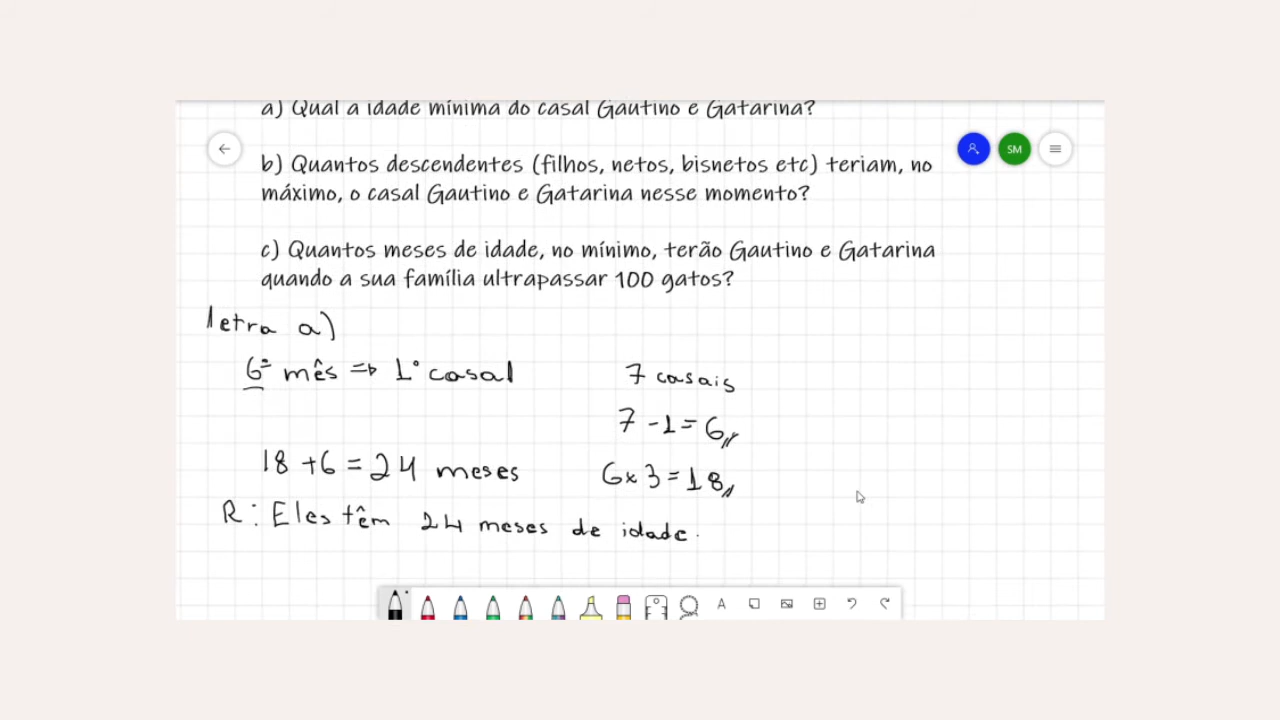 a) Qual a idade mínima do casal Gautino e Gatarina?
b) Quantos descendentes (filhos, netos, bisnetos etc) teriam, no
máximo, o casal Gautino e Gatarina nesse momento?
c) Quantos meses de idade, no mínimo, terão Gautino e Gatarina
quando a sua família ultrapassar 100 gatos?
SM
letra a)
6º mês => 1º casal
7 casais
7 - 1 = 6
18 + 6 = 24 meses
6 x 3 = 18
R: Eles têm 24 meses de idade.
A